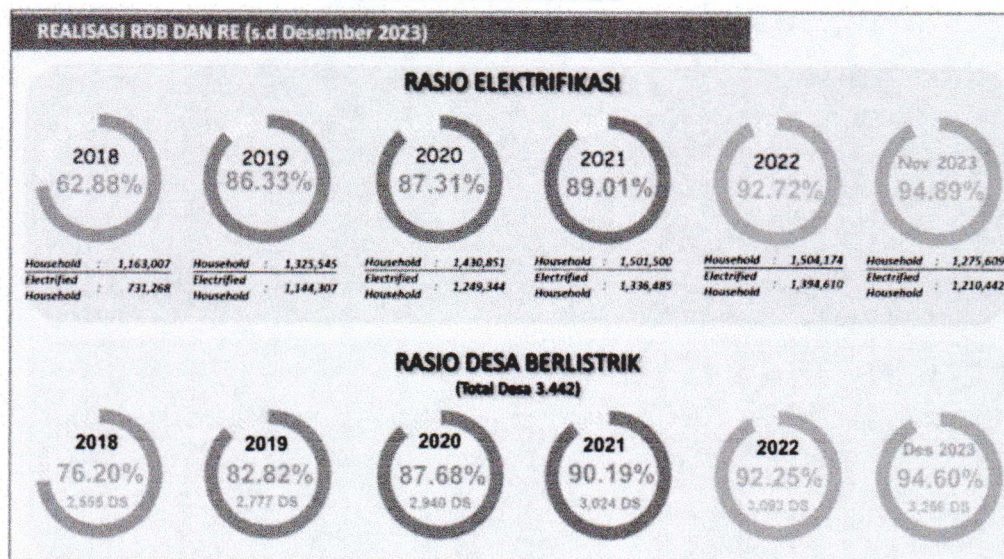 REALISASI RDB DAN RE (s.d Desember 2023)
RASIO ELEKTRIFIKASI
2018
62.88%
Household : 1,163,007
Electrified Household : 731,268
2019
86.33%
Household : 1,325,545
Electrified Household : 1,144,307
2020
87.31%
Household : 1,430,851
Electrified Household : 1,249,344
2021
89.01%
Household : 1,501,500
Electrified Household : 1,336,485
2022
92.72%
Household : 1,504,174
Electrified Household : 1,394,610
Nov 2023
94.89%
Household : 1,275,609
Electrified Household : 1,210,442
RASIO DESA BERLISTRIK
(Total Desa 3.442)
2018
76.20%
DS
2019
82.82%
2,777 DS
2020
87.68%
2,940 DS
2021
90.19%
3,024 DS
2022
92.25%
3,093 DS
Des 2023
94.60%
DS